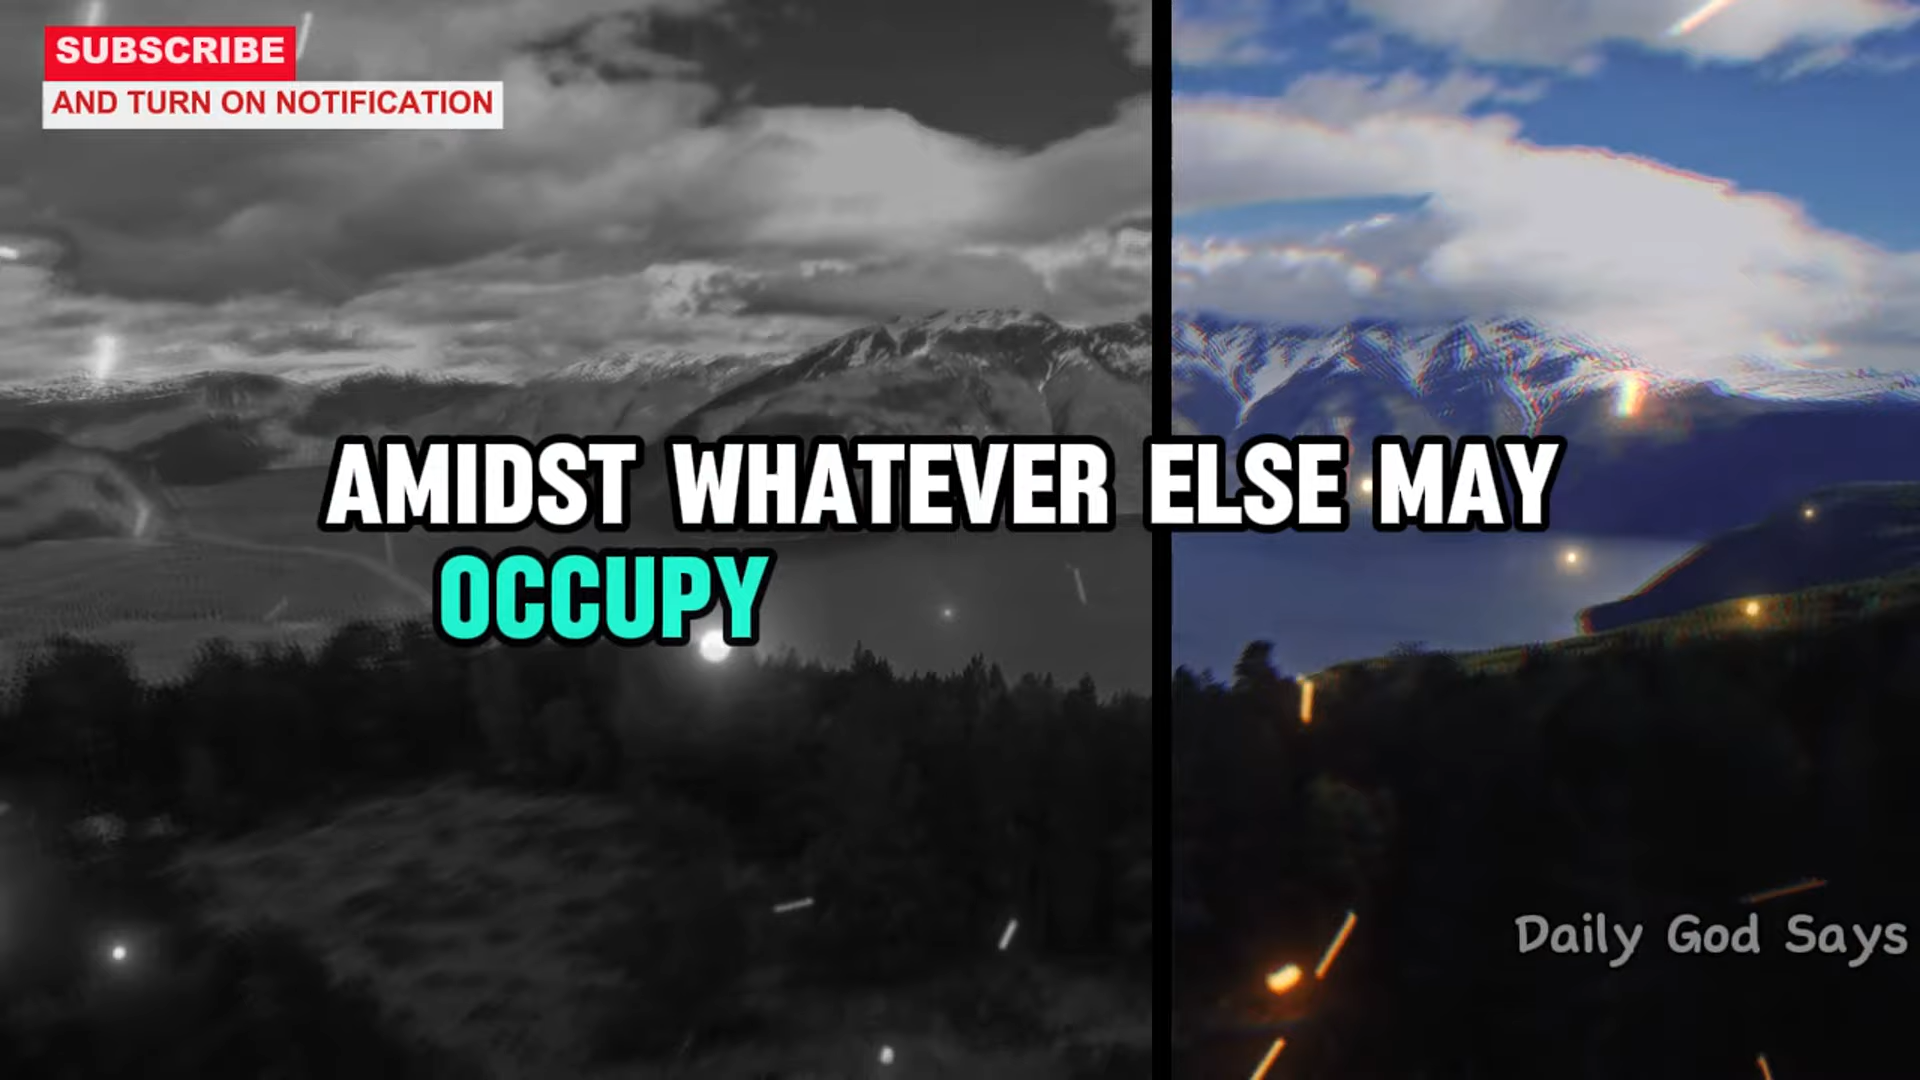 SUBSCRIBE
AND TURN ON NOTIFICATION
AMIDST WHATEVER ELSE MAY
OCCUPY
Daily God Says